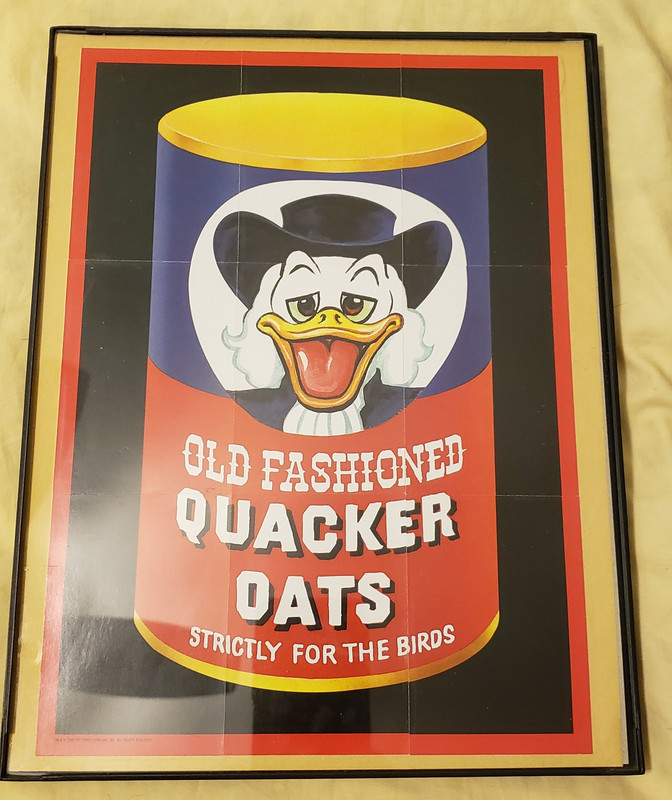 OLD FASHIONED
QUACKER
OATS
STRICTLY FOR THE BIRDS